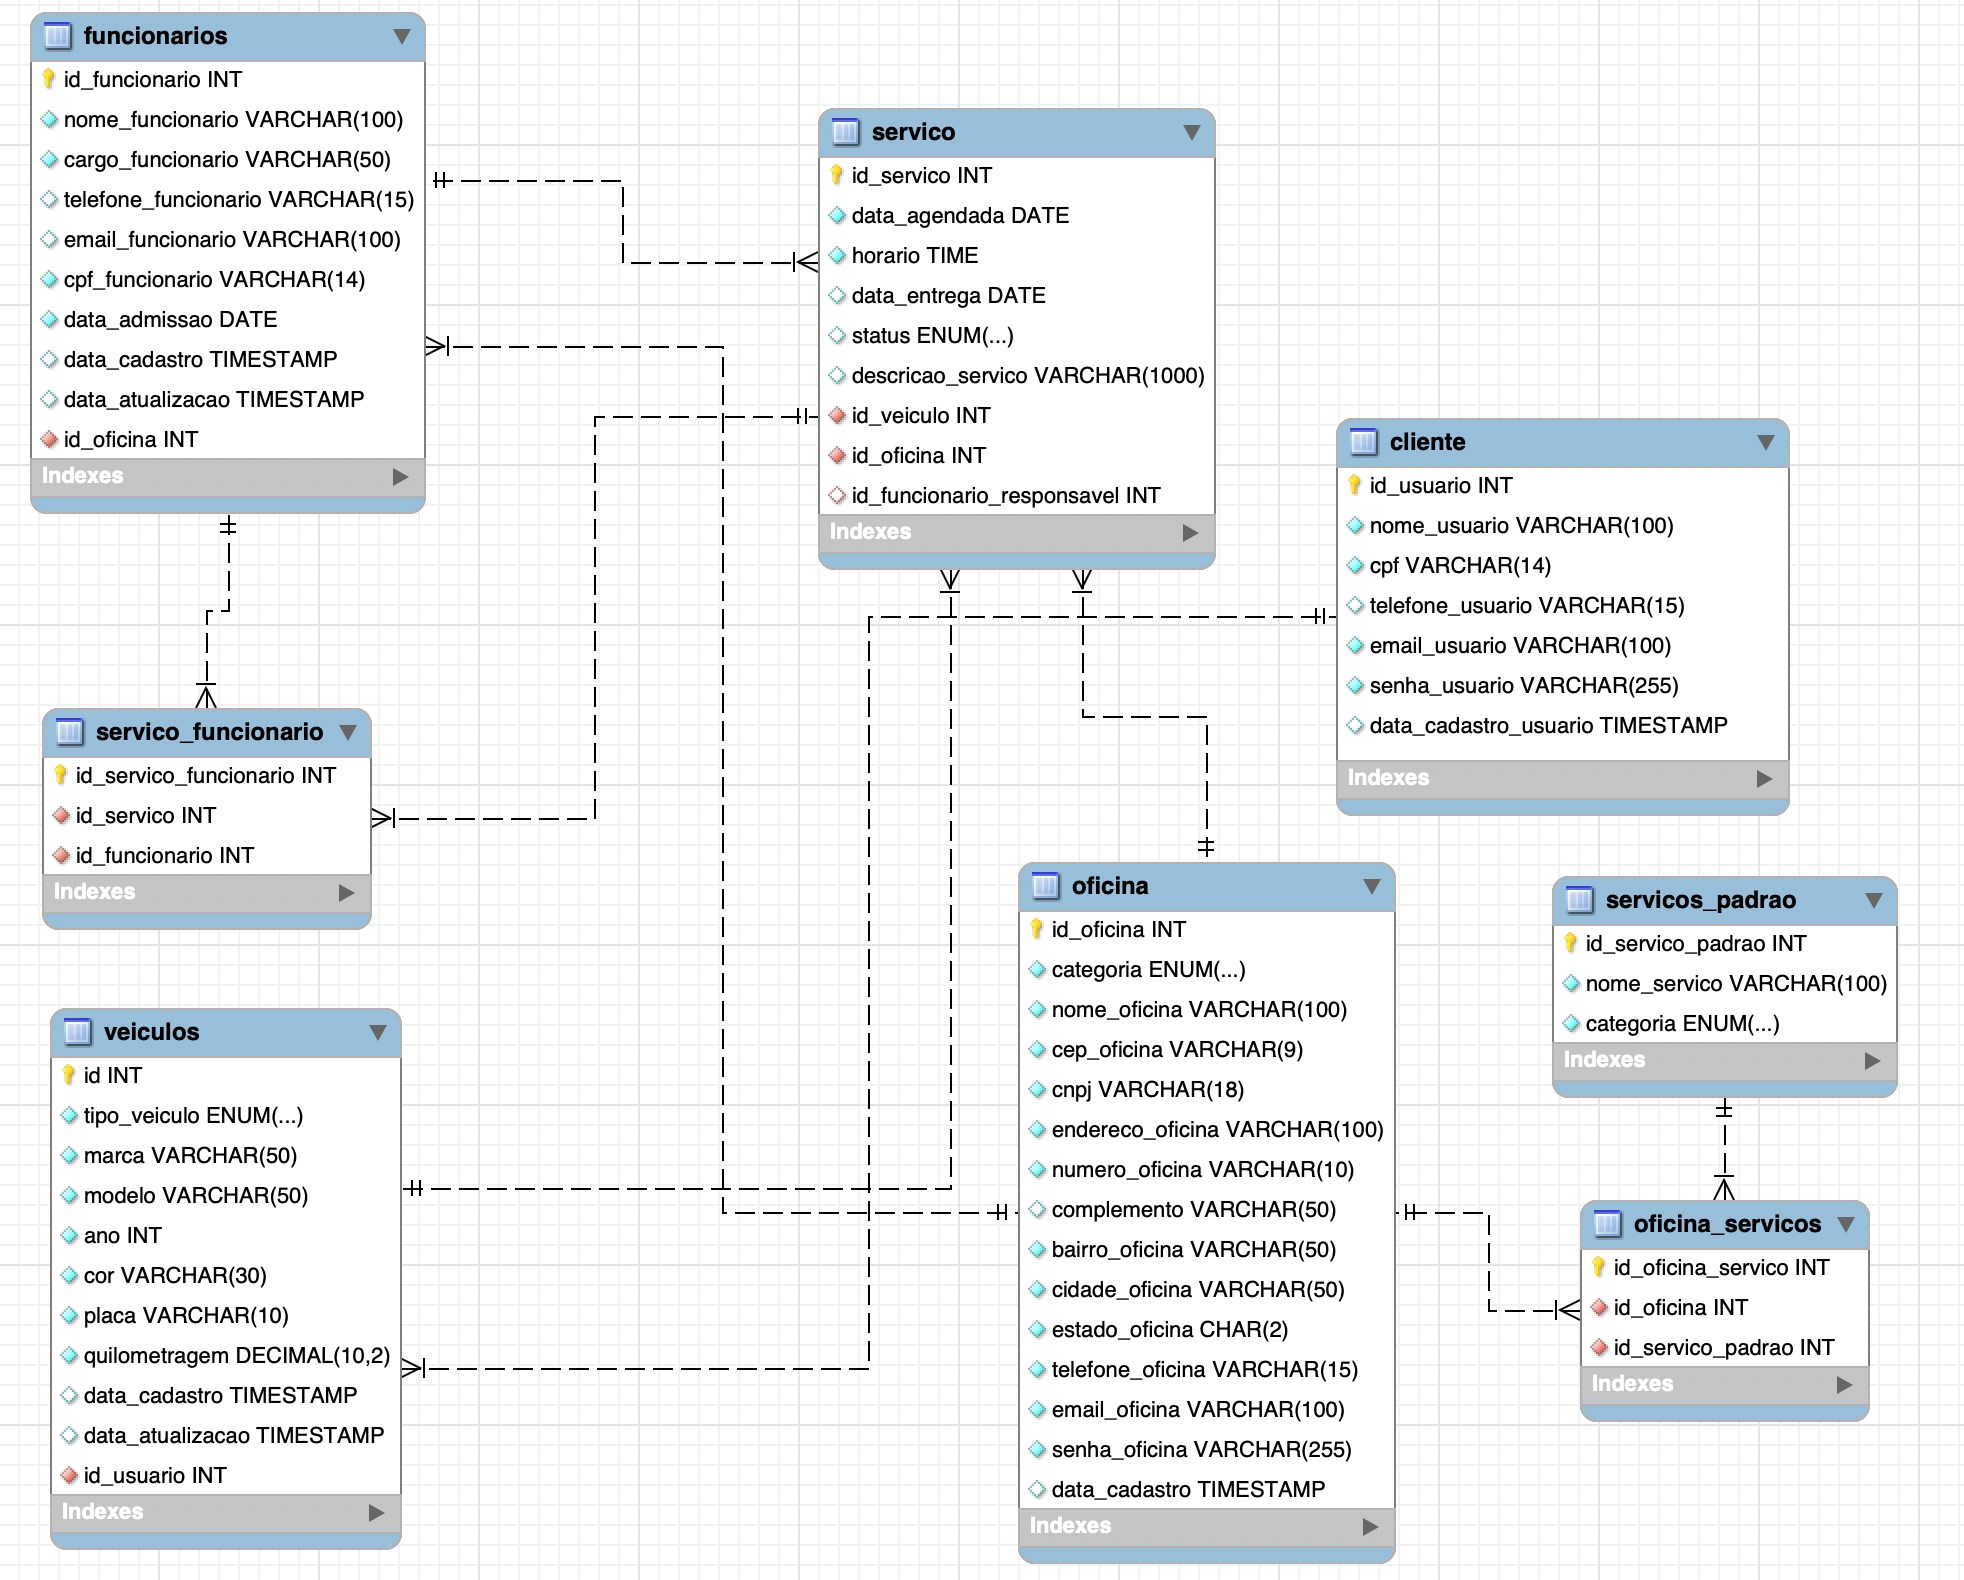 funcionarios
id_funcionario INT
nome_funcionario VARCHAR(100)
cargo_funcionario VARCHAR(50)
telefone_funcionario VARCHAR(15)
email_funcionario VARCHAR(100)
cpf_funcionario VARCHAR(14)
data_admissao DATE
data_cadastro TIMESTAMP
data_atualizacao TIMESTAMP
id_oficina INT
Indexes
servico
id_servico INT
data_agendada DATE
horario TIME
data_entrega DATE
status ENUM(...)
descricao_servico VARCHAR(1000)
id_veiculo INT
id_oficina INT
id_funcionario_responsavel INT
Indexes
cliente
id_usuario INT
nome_usuario VARCHAR(100)
cpf VARCHAR(14)
telefone_usuario VARCHAR(15)
email_usuario VARCHAR(100)
senha_usuario VARCHAR(255)
data_cadastro_usuario TIMESTAMP
Indexes
servico_funcionario
id_servico_funcionario INT
id_servico INT
id_funcionario INT
Indexes
veiculos
id INT
tipo_veiculo ENUM(...)
marca VARCHAR(50)
modelo VARCHAR(50)
ano INT
cor VARCHAR(30)
placa VARCHAR(10)
quilometragem DECIMAL(10,2)
data_cadastro TIMESTAMP
data_atualizacao TIMESTAMP
id_usuario INT
Indexes
oficina
id_oficina INT
categoria ENUM(...)
nome_oficina VARCHAR(100)
cep_oficina VARCHAR(9)
cnpj VARCHAR(18)
endereco_oficina VARCHAR(100)
numero_oficina VARCHAR(10)
complemento VARCHAR(50)
bairro_oficina VARCHAR(50)
cidade_oficina VARCHAR(50)
estado_oficina CHAR(2)
telefone_oficina VARCHAR(15)
email_oficina VARCHAR(100)
senha_oficina VARCHAR(255)
data_cadastro TIMESTAMP
Indexes
servicos_padrao
id_servico_padrao INT
nome_servico VARCHAR(100)
categoria ENUM(...)
Indexes
oficina_servicos
id_oficina_servico INT
id_oficina INT
id_servico_padrao INT
Indexes